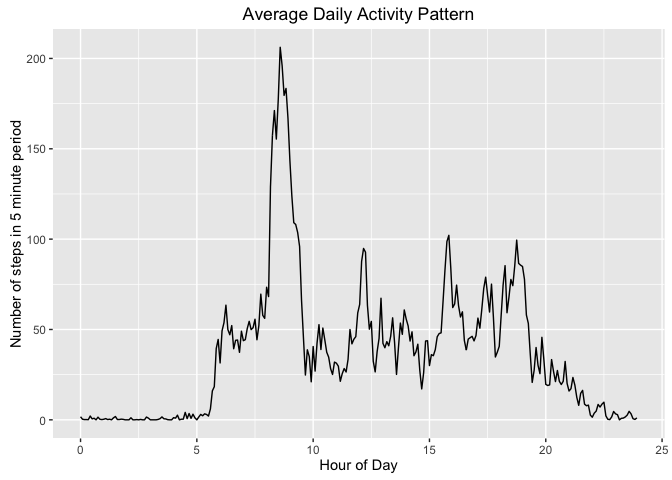 Average Daily Activity Pattern
Number of steps in 5 minute period
200
150
100
50
0
0 5 10 15 20 25
Hour of Day